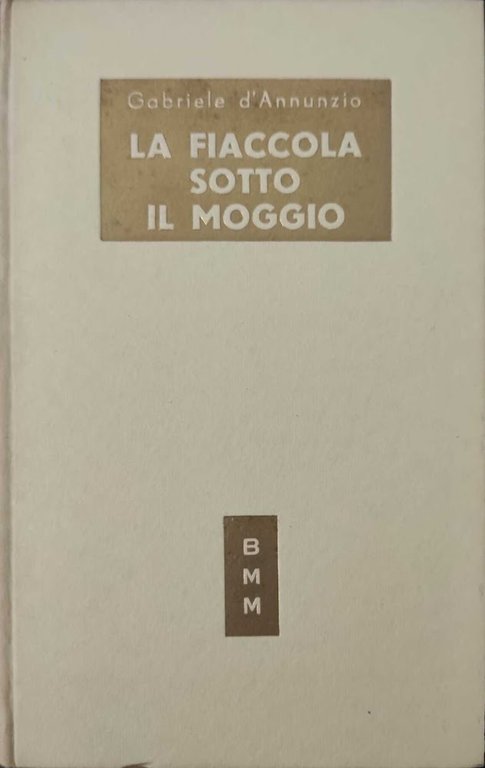 Gabriele d'Annunzio
LA FIACCOLA
SOTTO
IL MOGGIO
B
M
M